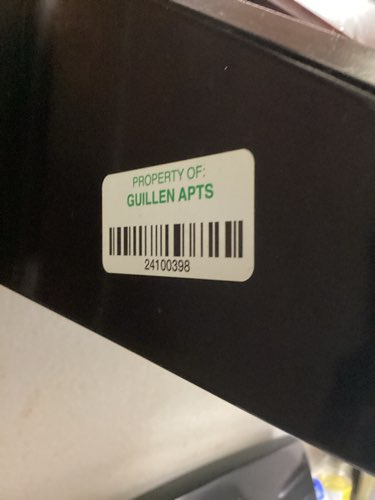 PROPERTY OF:
GUILLEN APTS
24100398